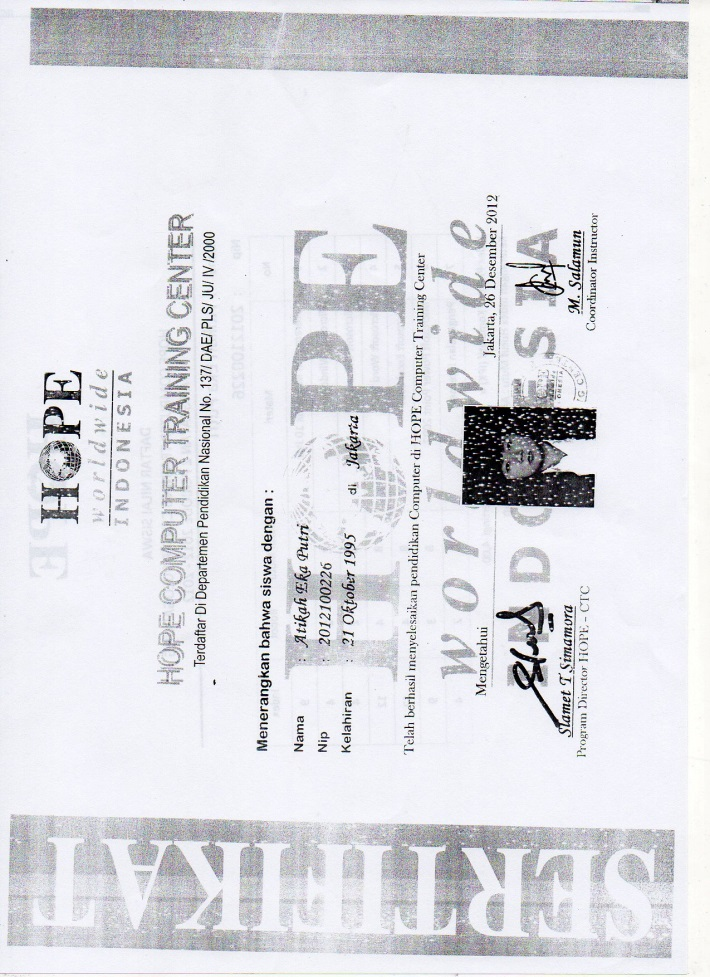 SERTIFIKAT
HOPE
worldwide
INDONESIA
HOPE COMPUTER TRAINING CENTER
Terdaftar Di Departemen Pendidikan Nasional No. 137/ DAE/ PLS/ JU/ IV /2000
Menerangkan bahwa siswa dengan :
Nama : Atikah Eka Putri
Nip : 2012100226
Kelahiran : 21 Oktober 1995 di Jakarta
Telah berhasil menyelesaikan pendidikan Computer di HOPE Computer Training Center
HOPE
worldwide
INDONESIA
Jakarta, 26 Desember 2012
Mengetahui
Slamet T Simamora
Program Director HOPE - CTC
M. Salamun
Coordinator Instructor